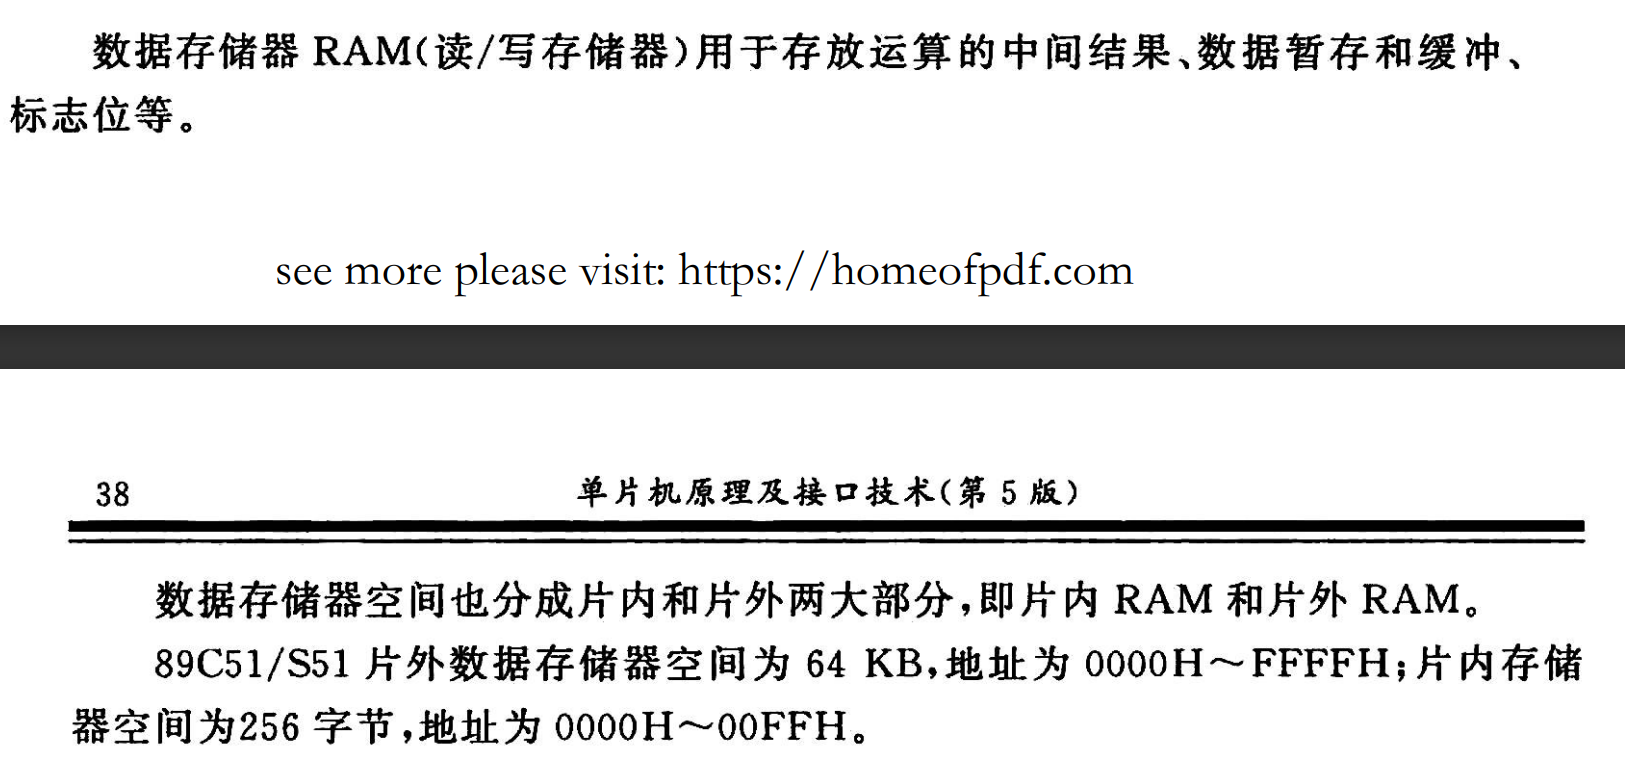 数据存储器 RAM(读/写存储器)用于存放运算的中间结果、数据暂存和缓冲、
标志位等。
see more please visit: https://homeofpdf.com
38 单片机原理及接口技术(第 5 版)
数据存储器空间也分成片内和片外两大部分,即片内 RAM 和片外 RAM。
89C51/S51 片外数据存储器空间为 64 KB,地址为 0000H～FFFFH;片内存储
器空间为256 字节,地址为 0000H～00FFH。